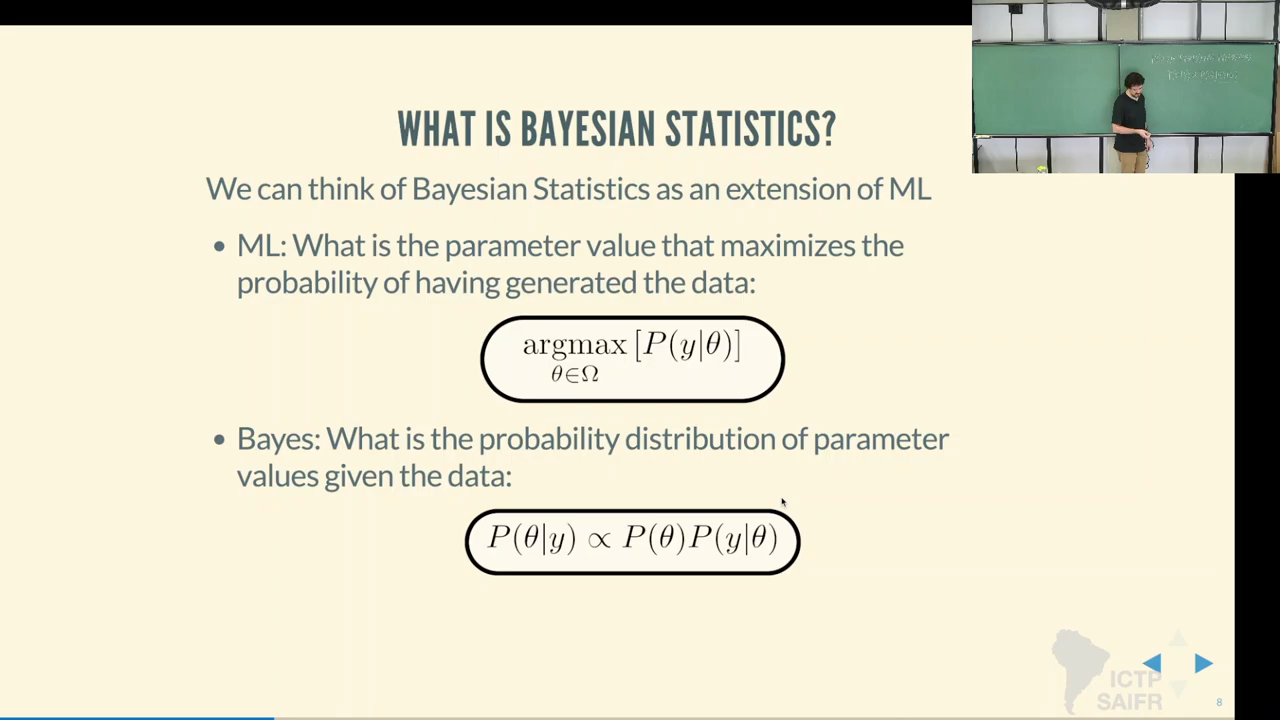 WHAT IS BAYESIAN STATISTICS?
We can think of Bayesian Statistics as an extension of ML
• ML: What is the parameter value that maximizes the
probability of having generated the data:
argmax [P(y|θ)]
θ∈Ω
• Bayes: What is the probability distribution of parameter
values given the data:
P(θ|y) ∝ P(θ)P(y|θ)
ICTP
SAIFR
8